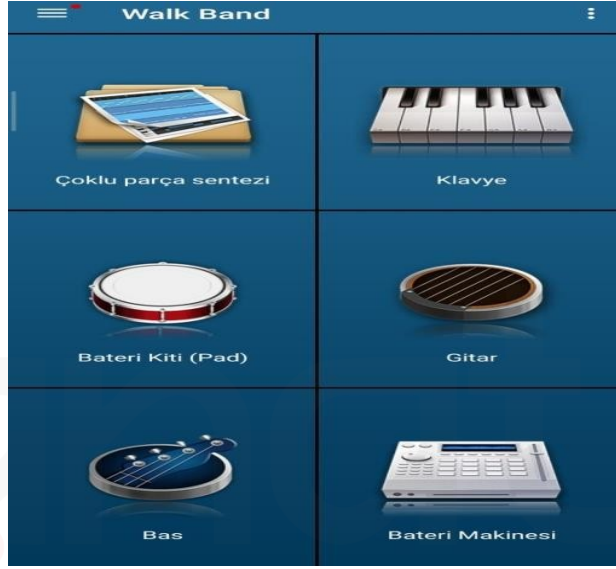 Walk Band
Çoklu parça sentezi
Klavye
Bateri Kiti (Pad)
Gitar
Bas
Bateri Makinesi